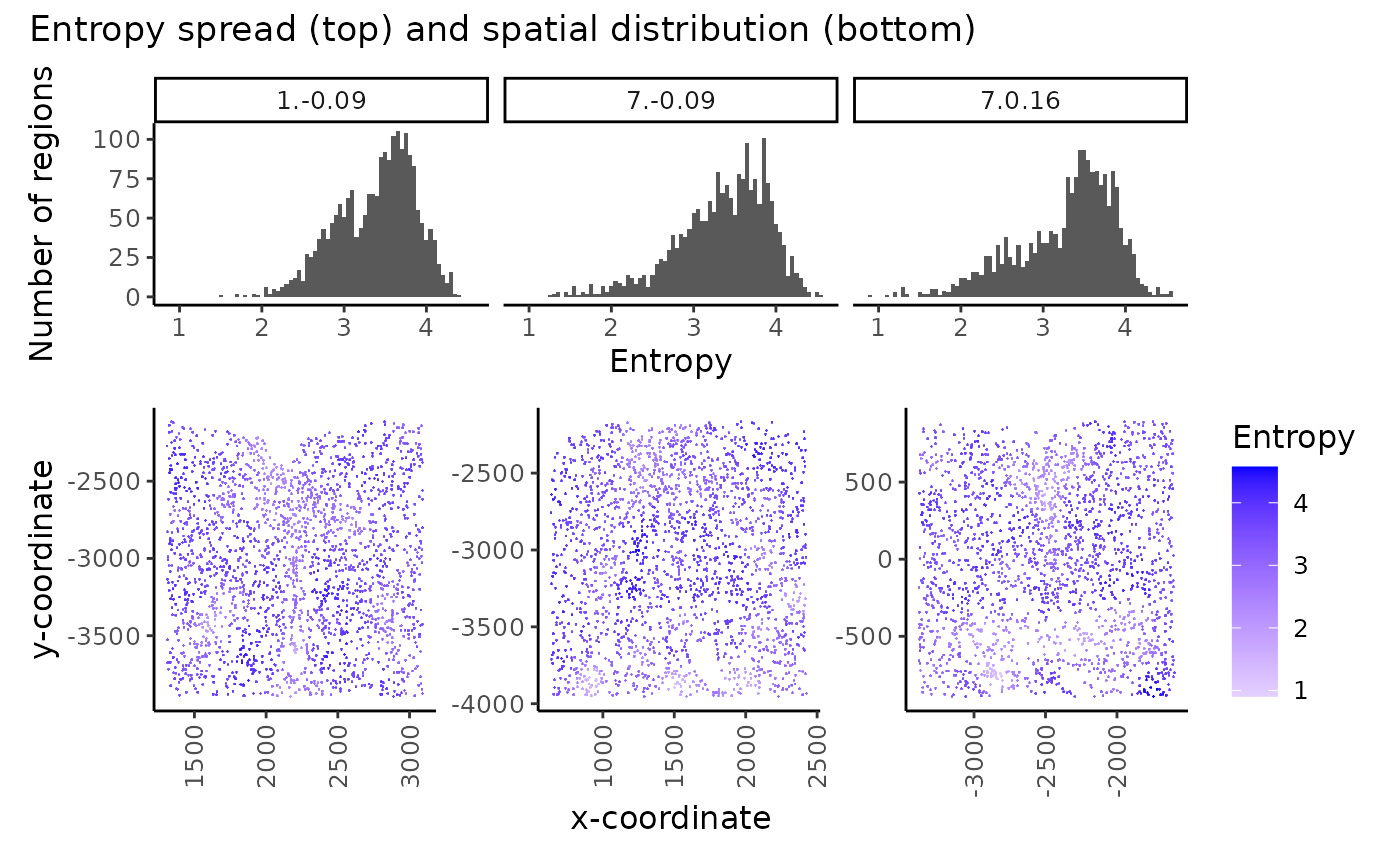 Entropy spread (top) and spatial distribution (bottom)
1.-0.09 7.-0.09 7.0.16
Number of regions
100
75
50
25
0
1 2 3 4 1 2 3 4 1 2 3 4
Entropy
y-coordinate
-2500
-3000
-3500
-2500
-3000
-3500
-4000
500
0
-500
1500 2000 2500 3000 1000 1500 2000 2500 -3000 -2500 -2000
x-coordinate
Entropy
4
3
2
1